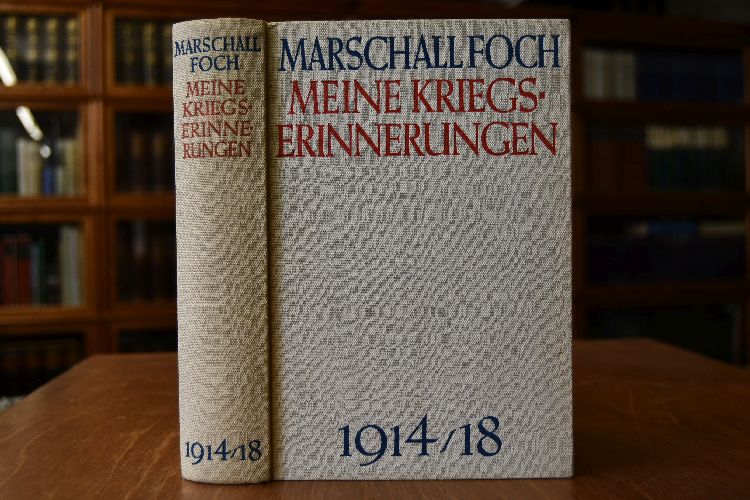 MARSCHALL
FOCH
MEINE
KRIEGS-
ERINNE-
RUNGEN
1914/18
MARSCHALL FOCH
MEINE KRIEGS-
ERINNERUNGEN
1914/18